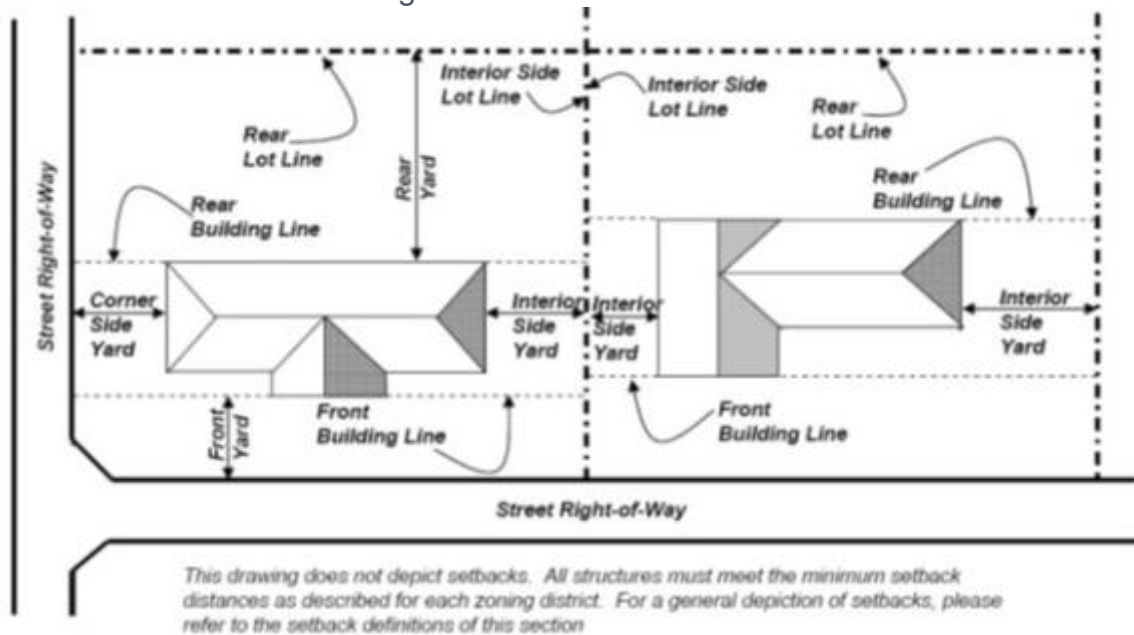 Interior Side
Lot Line
Interior Side
Lot Line
Rear
Lot Line
Rear
Lot Line
Rear
Yard
Rear
Building Line
Rear
Building Line
Street Right-of-Way
Corner
Side
Yard
Interior
Side
Yard
Interior
Side
Yard
Interior
Side
Yard
Front
Yard
Front
Building Line
Front
Building Line
Street Right-of-Way
This drawing does not depict setbacks. All structures must meet the minimum setback
distances as described for each zoning district. For a general depiction of setbacks, please
refer to the setback definitions of this section